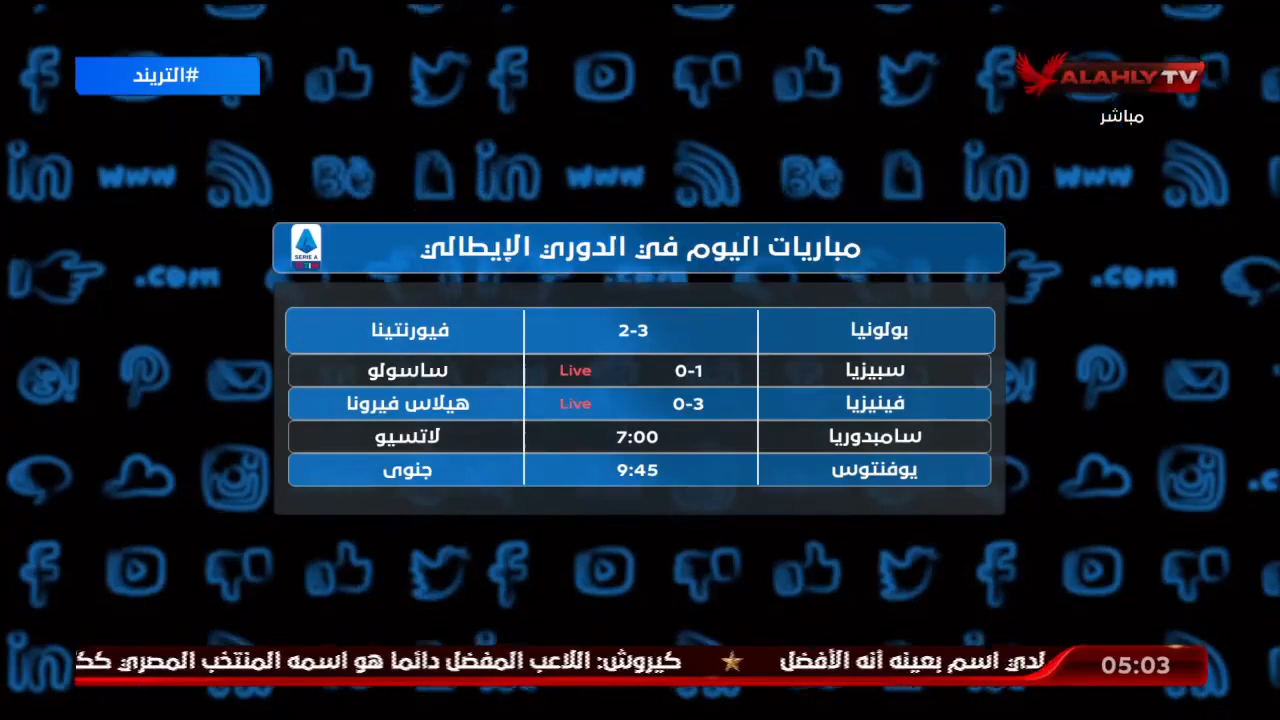 #التريند
ALAHLY TV
مباشر
مباريات اليوم في الدوري الإيطالي
SERIE A
TIM
بولونيا 2-3 فيورنتينا
سبيزيا 0-1 Live ساسولو
فينيزيا 0-3 Live هيلاس فيرونا
سامبدوريا 7:00 لاتسيو
يوفنتوس 9:45 جنوى
05:03
لدي اسم بعينه أنه الأفضل كيروش: اللاعب المفضل دائما هو اسمه المنتخب المصري